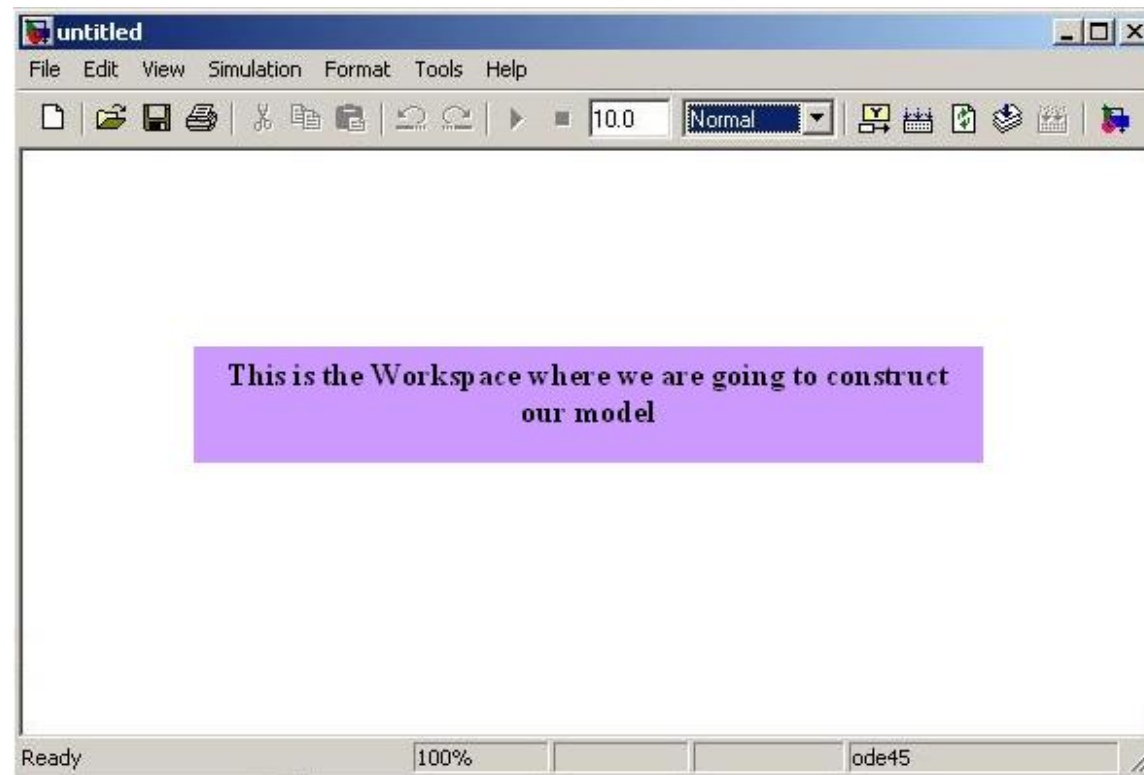 untitled
File Edit View Simulation Format Tools Help
10.0 Normal
This is the Workspace where we are going to construct
our model
Ready 100% ode45